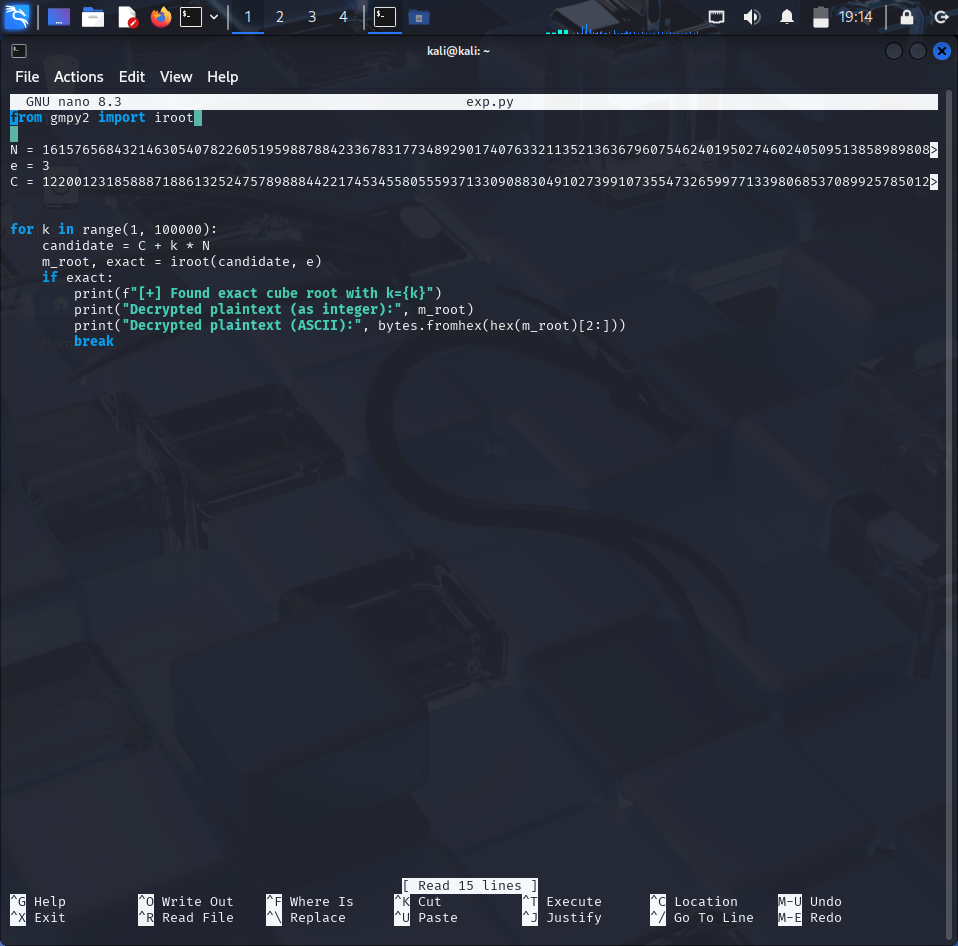 1 2 3 4 19:14
kali@kali: ~
File Actions Edit View Help
GNU nano 8.3 exp.py
from gmpy2 import iroot
N = 16157656843214630540782260519598878842336783177348929017407633211352136367960754624019502746024050951385898980 8>
e = 3
C = 12200123185888718861325247578988844221745345580555937133090883049102739910735547326599771339806853708992578501 2>
for k in range(1, 100000):
    candidate = C + k * N
    m_root, exact = iroot(candidate, e)
    if exact:
        print(f"[+] Found exact cube root with k={k}")
        print("Decrypted plaintext (as integer):", m_root)
        print("Decrypted plaintext (ASCII):", bytes.fromhex(hex(m_root)[2:]))
        break
[ Read 15 lines ]
^G Help ^O Write Out ^F Where Is ^K Cut ^T Execute ^C Location M-U Undo
^X Exit ^R Read File ^\ Replace ^U Paste ^J Justify ^/ Go To Line M-E Redo